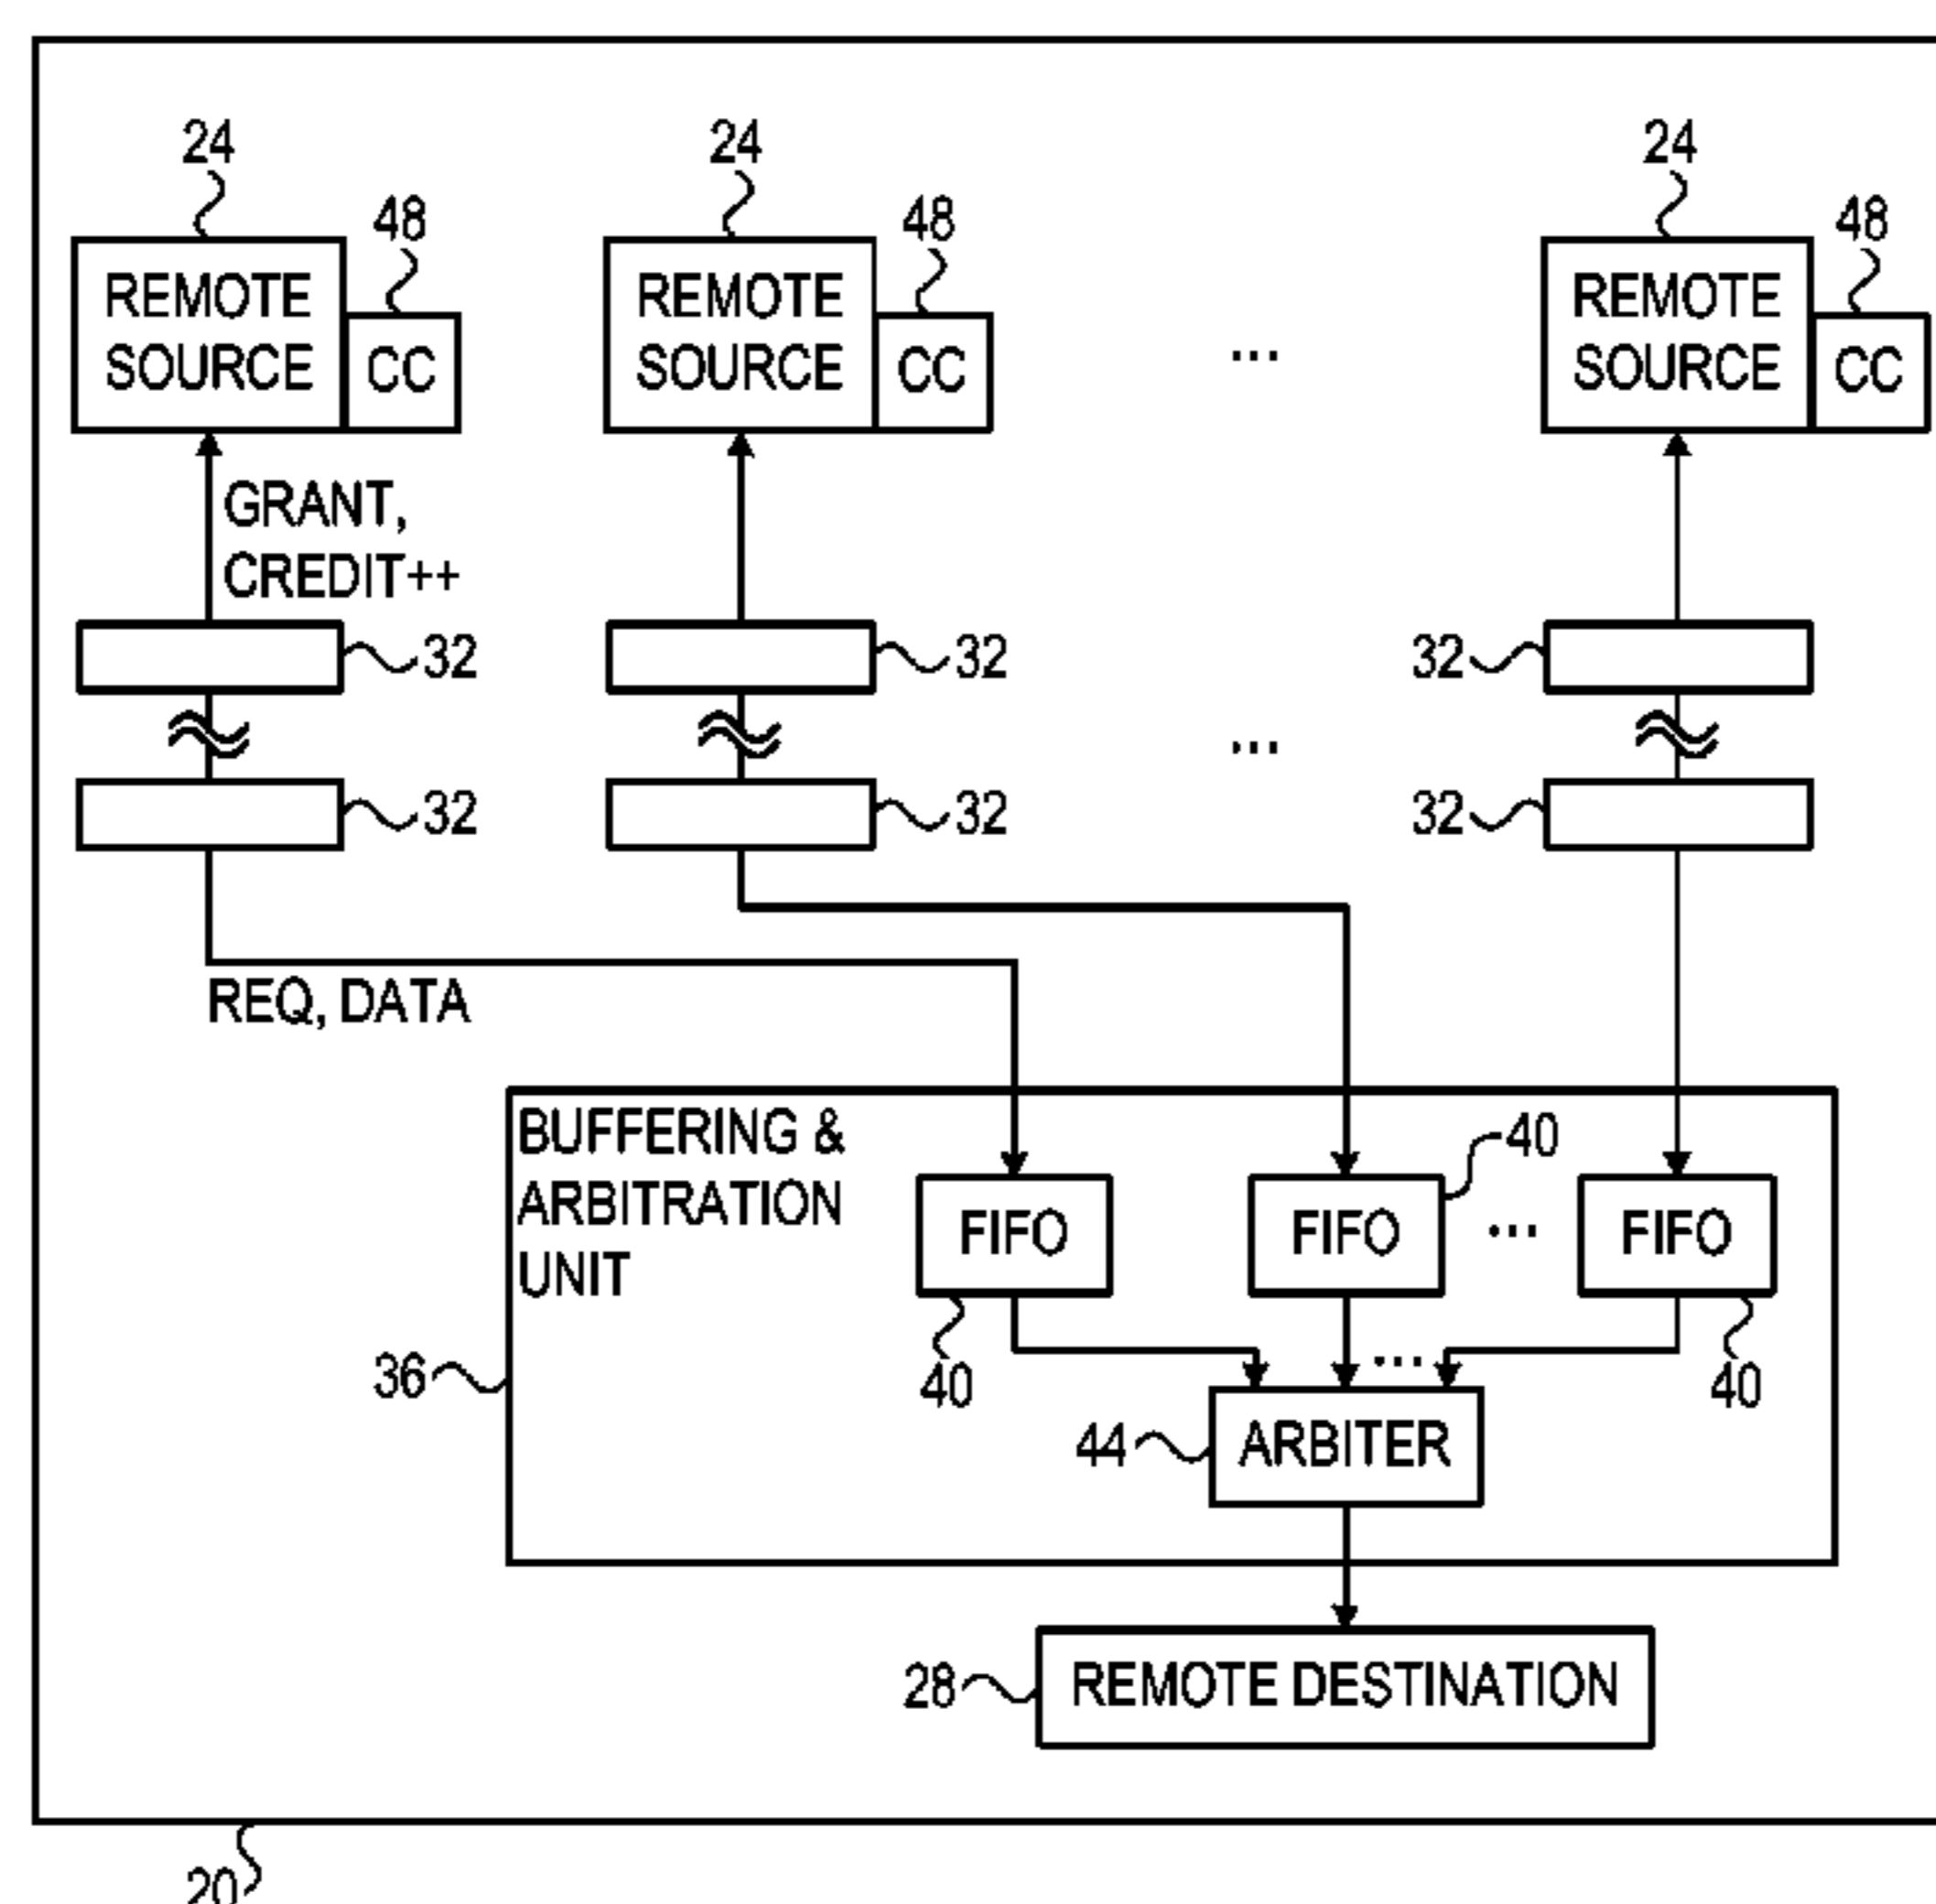 24
24
24
48
48
48
REMOTE
SOURCE
CC
REMOTE
SOURCE
CC
...
REMOTE
SOURCE
CC
GRANT,
CREDIT++
32
32
32
...
32
32
32
REQ, DATA
BUFFERING &
ARBITRATION
UNIT
40
FIFO
FIFO
...
FIFO
36
40
...
40
44
ARBITER
28
REMOTE DESTINATION
20